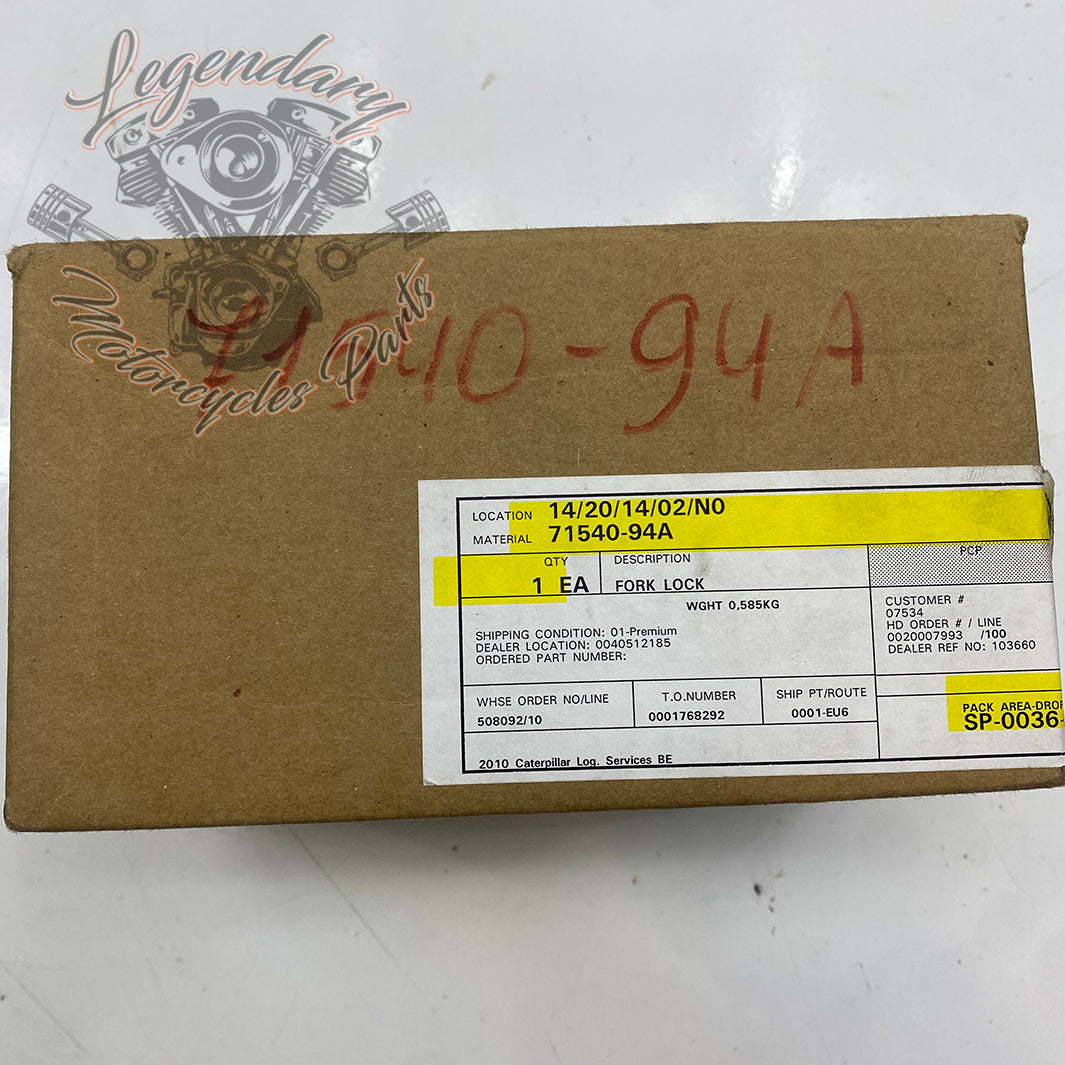 Legendary
Motorcycles Parts
71540-94A
LOCATION 14/20/14/02/N0
MATERIAL 71540-94A
QTY DESCRIPTION PCP
1 EA FORK LOCK
WGHT 0,585KG
CUSTOMER #
07534
HD ORDER # / LINE
0020007993 /100
DEALER REF NO: 103660
SHIPPING CONDITION: 01-Premium
DEALER LOCATION: 0040512185
ORDERED PART NUMBER:
WHSE ORDER NO/LINE T.O.NUMBER SHIP PT/ROUTE
508092/10 0001768292 0001-EU6
PACK AREA-DROP
SP-0036-
2010 Caterpillar Log. Services BE